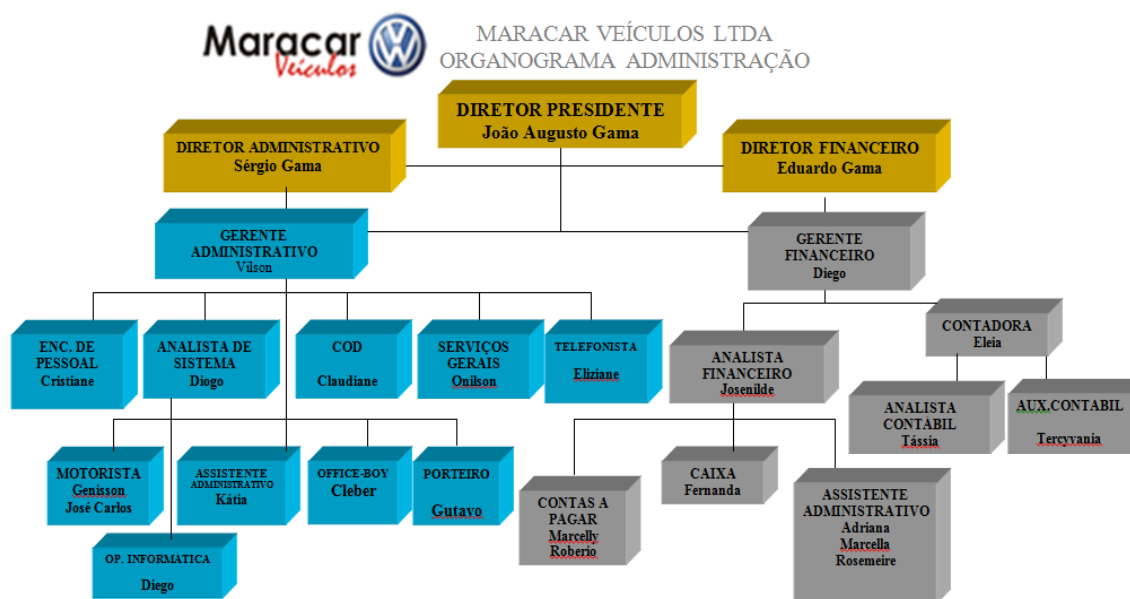 Maracar
Veículos
MARACAR VEÍCULOS LTDA
ORGANOGRAMA ADMINISTRAÇÃO
DIRETOR PRESIDENTE
João Augusto Gama
DIRETOR ADMINISTRATIVO
Sérgio Gama
DIRETOR FINANCEIRO
Eduardo Gama
GERENTE
ADMINISTRATIVO
Vilson
GERENTE
FINANCEIRO
Diego
ENC. DE
PESSOAL
Cristiane
ANALISTA DE
SISTEMA
Diogo
COD
Claudiane
SERVIÇOS
GERAIS
Onilson
TELEFONISTA
Eliziane
ANALISTA
FINANCEIRO
Josenilde
CONTADORA
Eleia
ANALISTA
CONTÀBIL
Tássia
AUX.CONTABIL
Tercyvania
MOTORISTA
Genisson
José Carlos
ASSISTENTE
ADMINISTRATIVO
Kátia
OFFICE-BOY
Cleber
PORTEIRO
Gutavo
CONTAS A
PAGAR
Marcelly
Roberio
CAIXA
Fernanda
ASSISTENTE
ADMINISTRATIVO
Adriana
Marcella
Rosemeire
OP. INFORMÁTICA
Diego